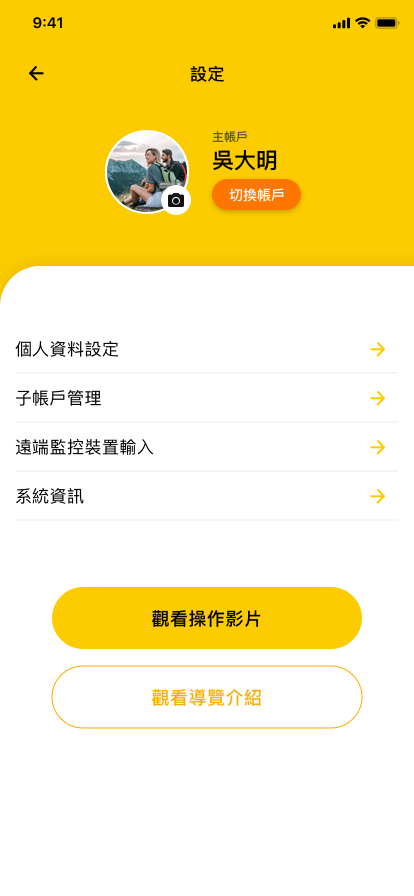 9:41
設定
主帳戶
吳大明
切換帳戶
個人資料設定
子帳戶管理
遠端監控裝置輸入
系統資訊
觀看操作影片
觀看導覽介紹